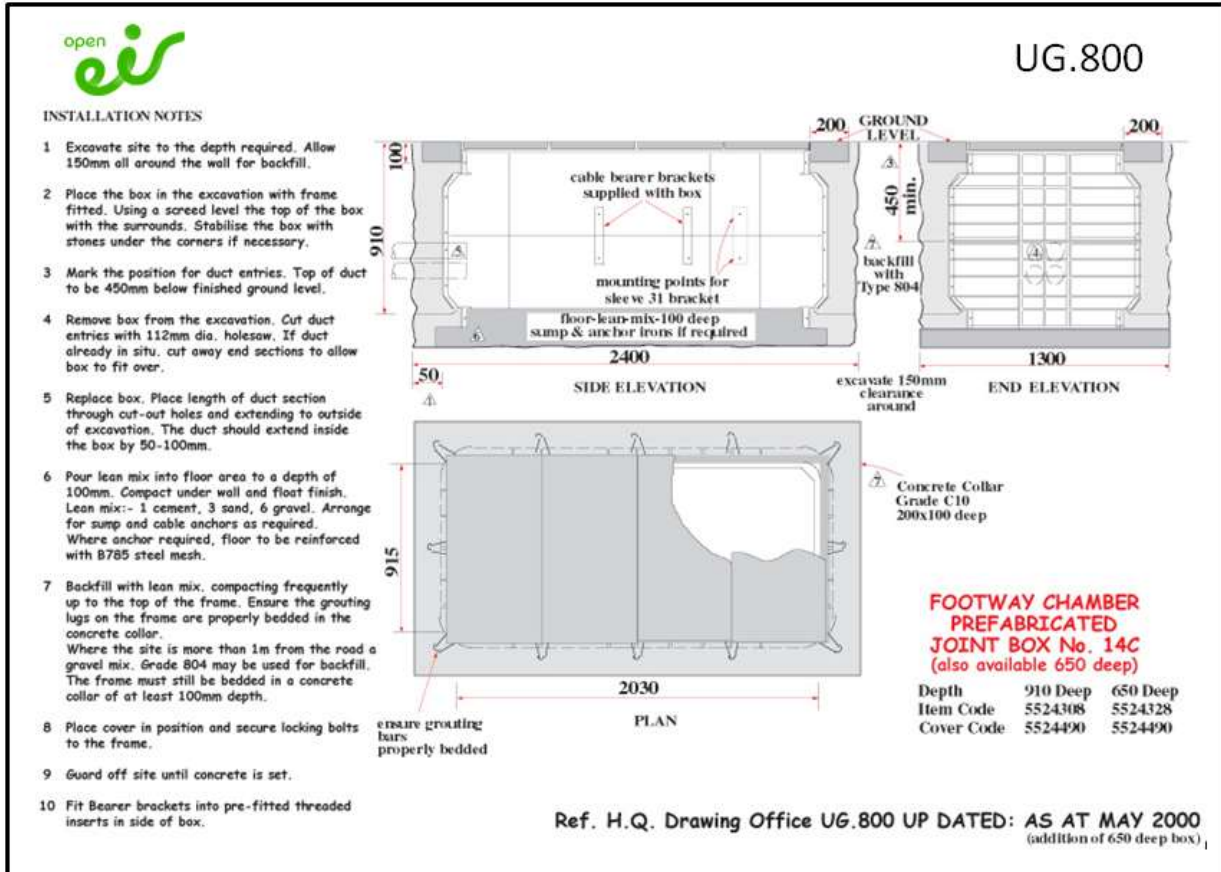 open
eir
UG.800
INSTALLATION NOTES
1 Excavate site to the depth required. Allow
150mm all around the wall for backfill.
2 Place the box in the excavation with frame
fitted. Using a screed level the top of the box
with the surrounds. Stabilise the box with
stones under the corners if necessary.
3 Mark the position for duct entries. Top of duct
to be 450mm below finished ground level.
4 Remove box from the excavation. Cut duct
entries with 112mm dia. holesaw. If duct
already in situ. cut away end sections to allow
box to fit over.
5 Replace box. Place length of duct section
through cut-out holes and extending to outside
of excavation. The duct should extend inside
the box by 50-100mm.
6 Pour lean mix into floor area to a depth of
100mm. Compact under wall and float finish.
Lean mix:- 1 cement, 3 sand, 6 gravel. Arrange
for sump and cable anchors as required.
Where anchor required, floor to be reinforced
with B785 steel mesh.
7 Backfill with lean mix. compacting frequently
up to the top of the frame. Ensure the grouting
lugs on the frame are properly bedded in the
concrete collar.
Where the site is more than 1m from the road a
gravel mix. Grade 804 may be used for backfill.
The frame must still be bedded in a concrete
collar of at least 100mm depth.
8 Place cover in position and secure locking bolts
to the frame.
9 Guard off site until concrete is set.
10 Fit Bearer brackets into pre-fitted threaded
inserts in side of box.
200
GROUND
LEVEL
200
100
3
cable bearer brackets
supplied with box
450
min.
910
5
7
backfill
with
Type 804
4
mounting points for
sleeve 31 bracket
floor-lean-mix-100 deep
sump & anchor irons if required
6
2400
1300
50
SIDE ELEVATION
excavate 150mm
clearance
around
END ELEVATION
1
7
Concrete Collar
Grade C10
200x100 deep
915
2030
PLAN
ensure grouting
bars
properly bedded
FOOTWAY CHAMBER
PREFABRICATED
JOINT BOX No. 14C
(also available 650 deep)
Depth 910 Deep 650 Deep
Item Code 5524308 5524328
Cover Code 5524490 5524490
Ref. H.Q. Drawing Office UG.800 UP DATED: AS AT MAY 2000
(addition of 650 deep box)